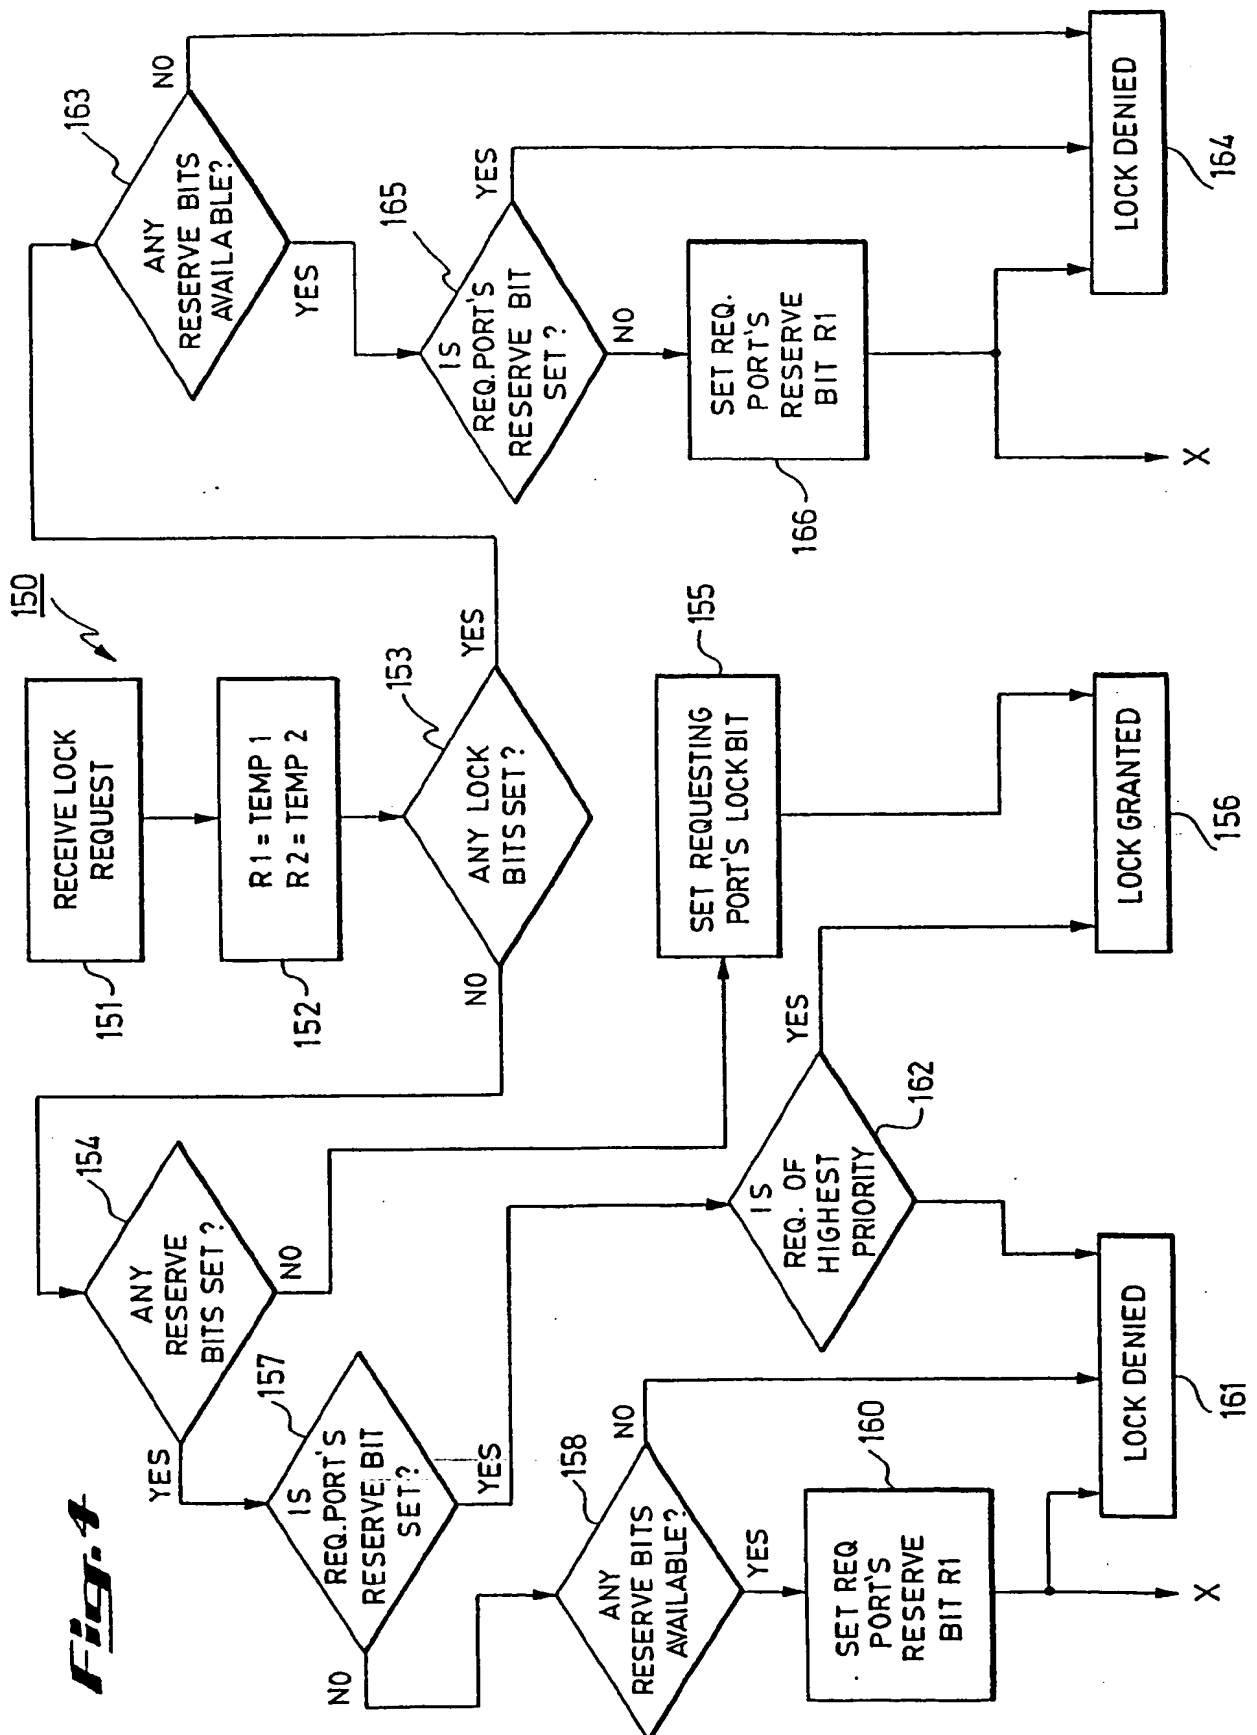 Fig. 4
150
RECEIVE LOCK
REQUEST
151
R1 = TEMP 1
R2 = TEMP 2
152
ANY LOCK
BITS SET?
153
NO
YES
ANY
RESERVE
BITS SET?
154
YES
NO
IS
REQ. PORT'S
RESERVE BIT
SET?
157
NO
YES
ANY
RESERVE BITS
AVAILABLE?
158
NO
YES
SET REQ
PORT'S
RESERVE
BIT R1
160
X
LOCK DENIED
161
IS
REQ. OF
HIGHEST
PRIORITY
162
YES
SET REQUESTING
PORT'S LOCK BIT
155
LOCK GRANTED
156
ANY
RESERVE BITS
AVAILABLE?
163
NO
YES
IS
REQ. PORT'S
RESERVE BIT
SET?
165
YES
NO
SET REQ.
PORT'S
RESERVE
BIT R1
166
X
LOCK DENIED
164